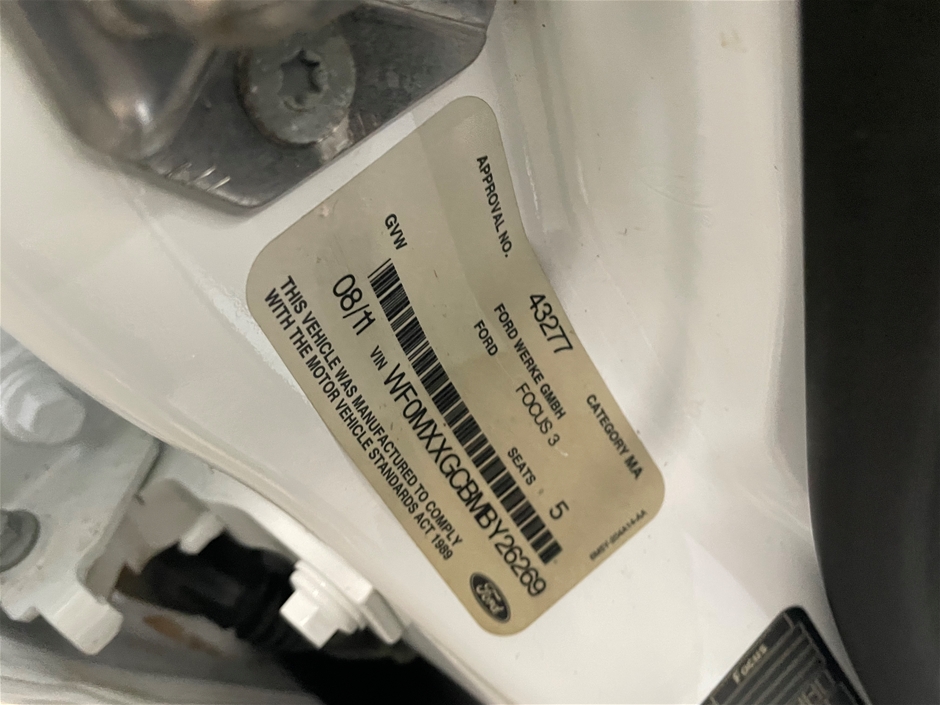 APPROVAL NO. 43277 CATEGORY MA
FORD WERKE GMBH
FORD FOCUS 3
GVW SEATS 5
08/11 VIN WF0MXXGCBMBY26269
THIS VEHICLE WAS MANUFACTURED TO COMPLY
WITH THE MOTOR VEHICLE STANDARDS ACT 1989
Ford
Focus